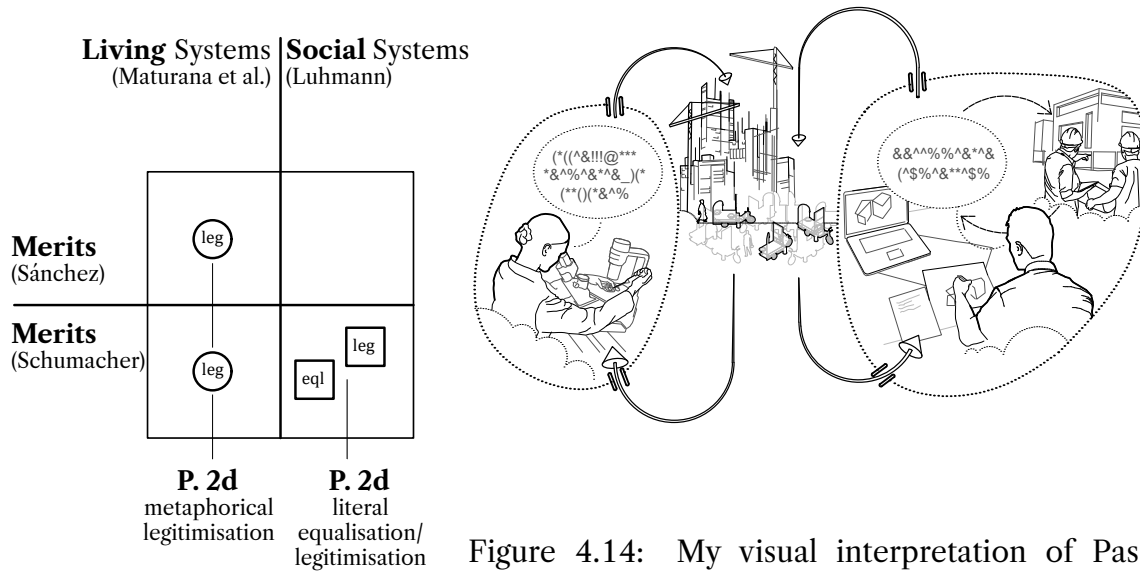 Living Systems
(Maturana et al.)
Social Systems
(Luhmann)
Merits
(Sánchez)
leg
Merits
(Schumacher)
leg
eql
leg
P. 2d
metaphorical
legitimisation
P. 2d
literal
equalisation/
legitimisation
(*((^&!!!@***
*&^%^&*^&_)(*
(**()(*&^%
&&^^%%^&*^&
(^$%^&**^$%
Figure 4.14: My visual interpretation of Pas